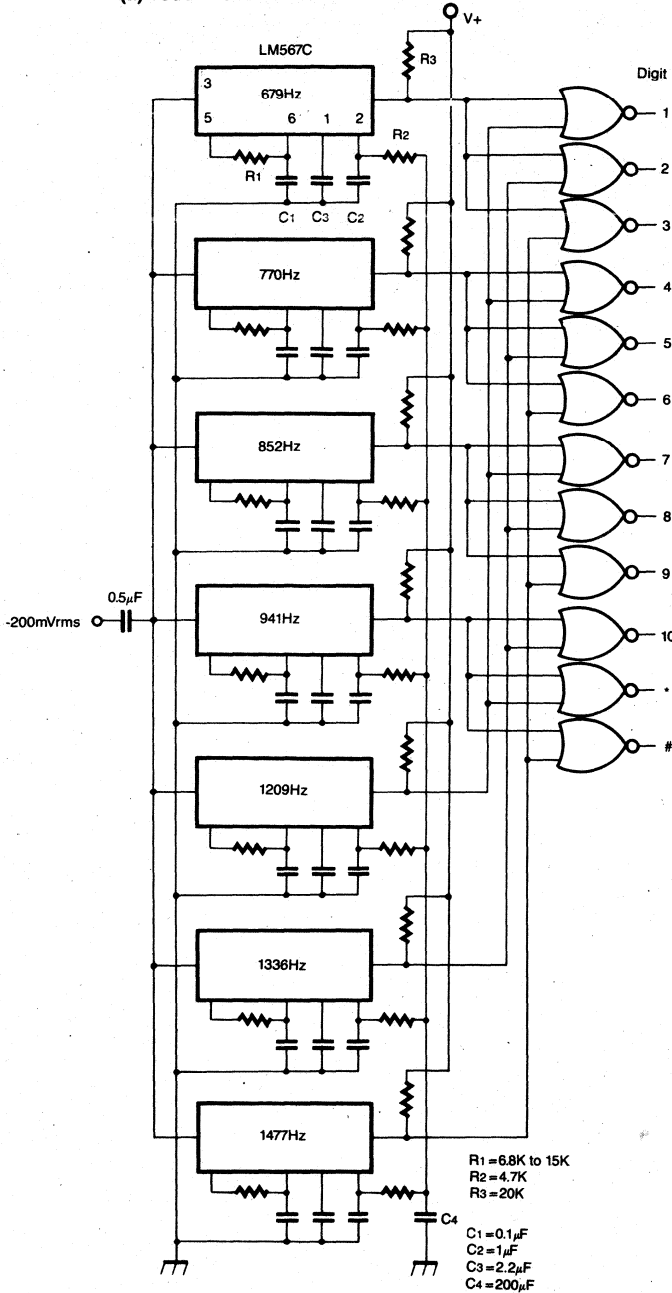 V+
LM567C
R3
Digit
3
679Hz
5
6
1
2
R2
R1
C1
C3
C2
1
2
3
770Hz
4
5
6
852Hz
7
8
9
0.5μF
-200mVrms
941Hz
10
*
#
1209Hz
1336Hz
1477Hz
R1=6.8K to 15K
R2=4.7K
R3=20K
C4
C1=0.1μF
C2=1μF
C3=2.2μF
C4=200μF